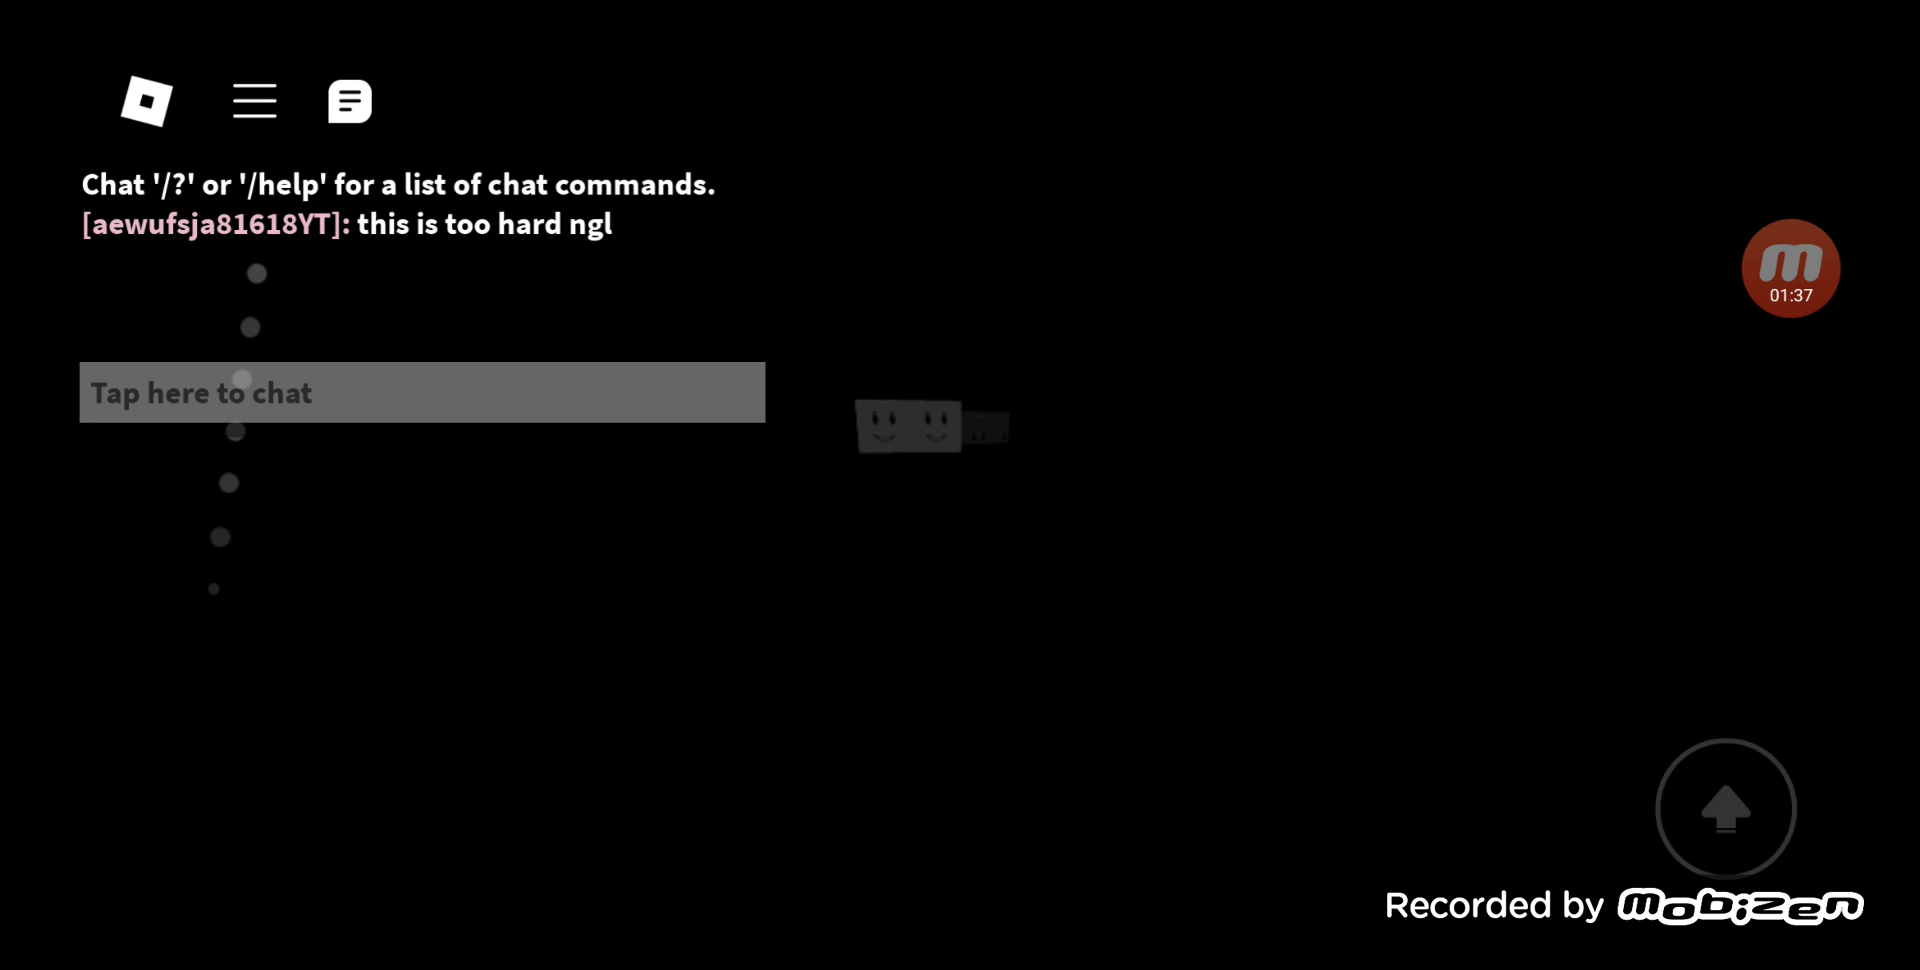 Chat '/?' or '/help' for a list of chat commands.
[aewufsja81618YT]: this is too hard ngl
01:37
Tap here to chat
Recorded by mobizen